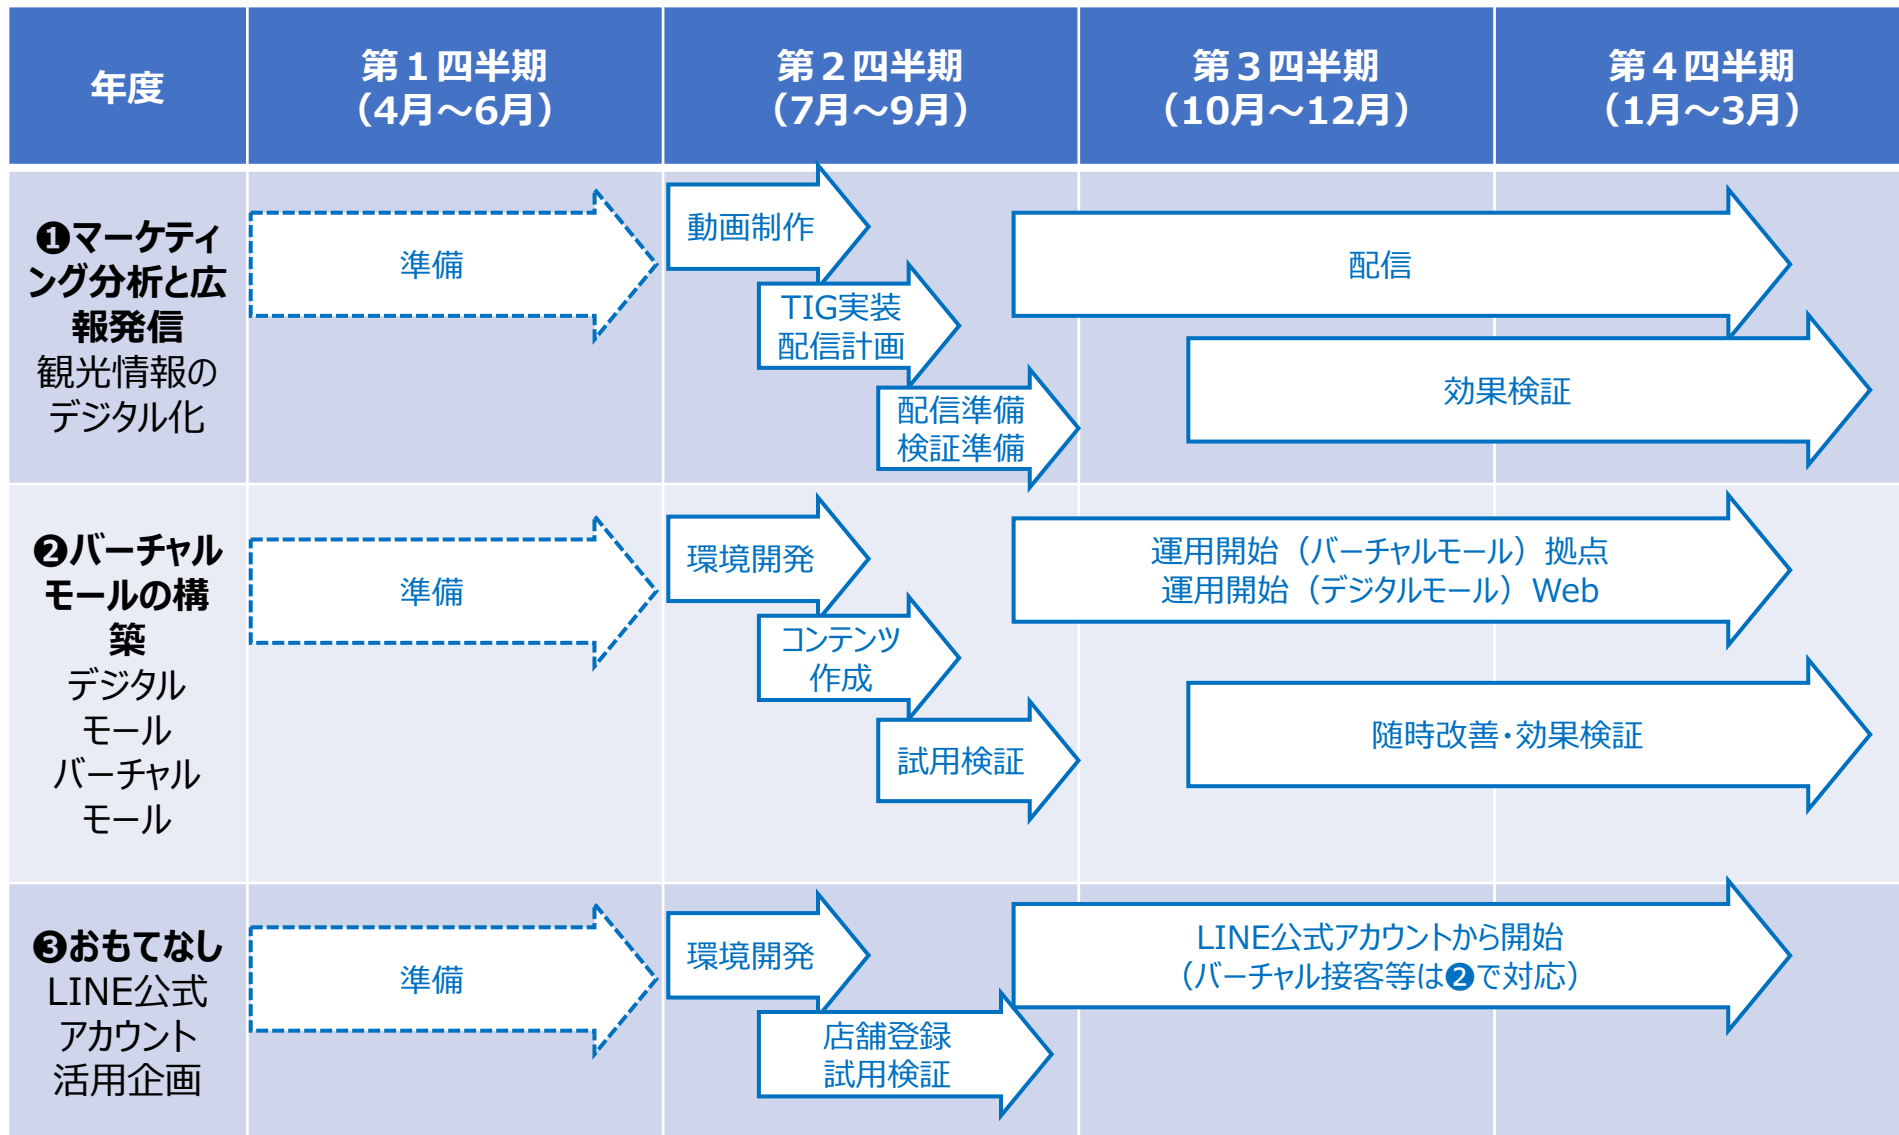 年度
第１四半期
（4月～6月）
第２四半期
（7月～9月）
第３四半期
（10月～12月）
第４四半期
（1月～3月）
❶マーケティ
ング分析と広
報発信
観光情報の
デジタル化
準備
動画制作
TIG実装
配信計画
配信準備
検証準備
配信
効果検証
❷バーチャル
モールの構
築
デジタル
モール
バーチャル
モール
準備
環境開発
コンテンツ
作成
試用検証
運用開始（バーチャルモール）拠点
運用開始（デジタルモール）Web
随時改善・効果検証
❸おもてなし
LINE公式
アカウント
活用企画
準備
環境開発
店舗登録
試用検証
LINE公式アカウントから開始
（バーチャル接客等は❷で対応）